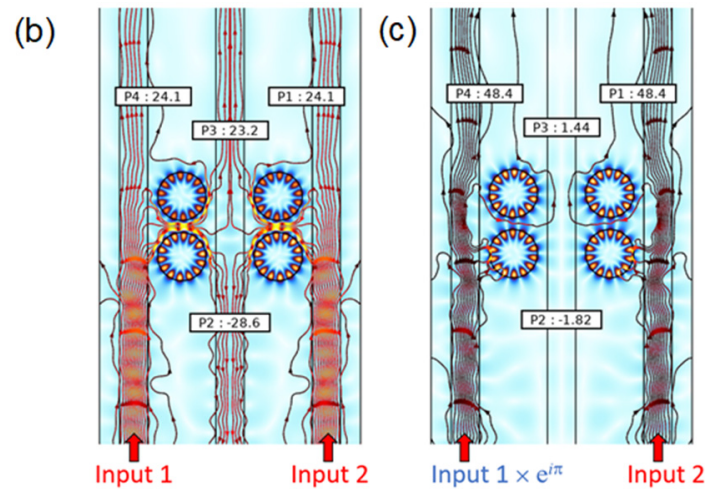 (b)
P4 : 24.1
P1 : 24.1
P3 : 23.2
P2 : -28.6
Input 1
Input 2
(c)
P4 : 48.4
P1 : 48.4
P3 : 1.44
P2 : -1.82
Input 1 × e^{iπ}
Input 2